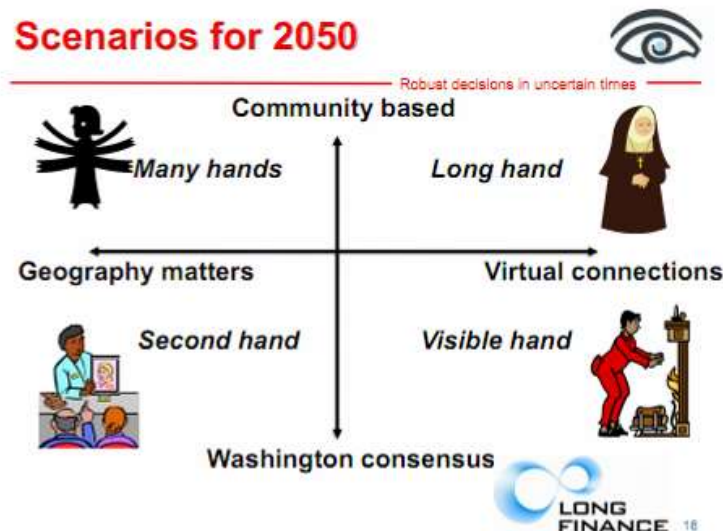 Scenarios for 2050
Robust decisions in uncertain times
Community based
Many hands
Long hand
Geography matters
Virtual connections
Second hand
Visible hand
Washington consensus
LONG
FINANCE
18